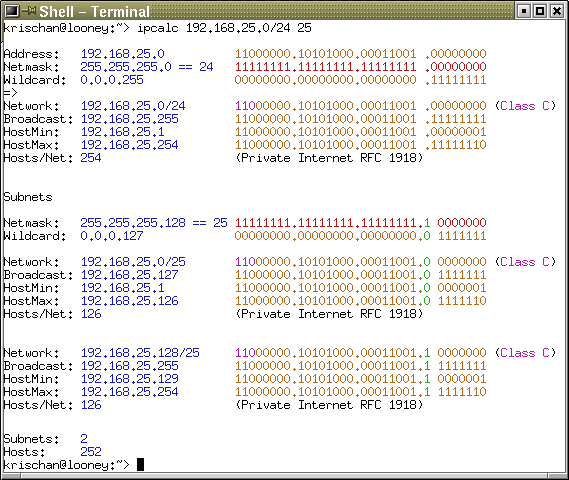 Shell – Terminal
krischan@looney:~> ipcalc 192.168.25.0/24 25
Address:   192.168.25.0          11000000.10101000.00011001 .00000000
Netmask:   255.255.255.0 == 24   11111111.11111111.11111111 .00000000
Wildcard:  0.0.0.255             00000000.00000000.00000000 .11111111
=>
Network:   192.168.25.0/24       11000000.10101000.00011001 .00000000 (Class C)
Broadcast: 192.168.25.255        11000000.10101000.00011001 .11111111
HostMin:   192.168.25.1          11000000.10101000.00011001 .00000001
HostMax:   192.168.25.254        11000000.10101000.00011001 .11111110
Hosts/Net: 254                   (Private Internet RFC 1918)
Subnets
Netmask:   255.255.255.128 == 25 11111111.11111111.11111111.1 0000000
Wildcard:  0.0.0.127             00000000.00000000.00000000.0 1111111
Network:   192.168.25.0/25       11000000.10101000.00011001.0 0000000 (Class C)
Broadcast: 192.168.25.127        11000000.10101000.00011001.0 1111111
HostMin:   192.168.25.1          11000000.10101000.00011001.0 0000001
HostMax:   192.168.25.126        11000000.10101000.00011001.0 1111110
Hosts/Net: 126                   (Private Internet RFC 1918)
Network:   192.168.25.128/25     11000000.10101000.00011001.1 0000000 (Class C)
Broadcast: 192.168.25.255        11000000.10101000.00011001.1 1111111
HostMin:   192.168.25.129        11000000.10101000.00011001.1 0000001
HostMax:   192.168.25.254        11000000.10101000.00011001.1 1111110
Hosts/Net: 126                   (Private Internet RFC 1918)
Subnets:   2
Hosts:     252
krischan@looney:~>